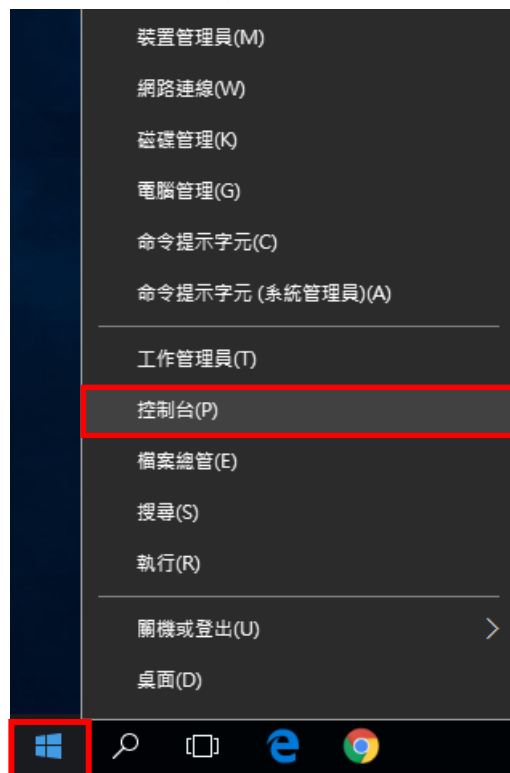 裝置管理員(M)
網路連線(W)
磁碟管理(K)
電腦管理(G)
命令提示字元(C)
命令提示字元 (系統管理員)(A)
工作管理員(T)
控制台(P)
檔案總管(E)
搜尋(S)
執行(R)
關機或登出(U)
桌面(D)